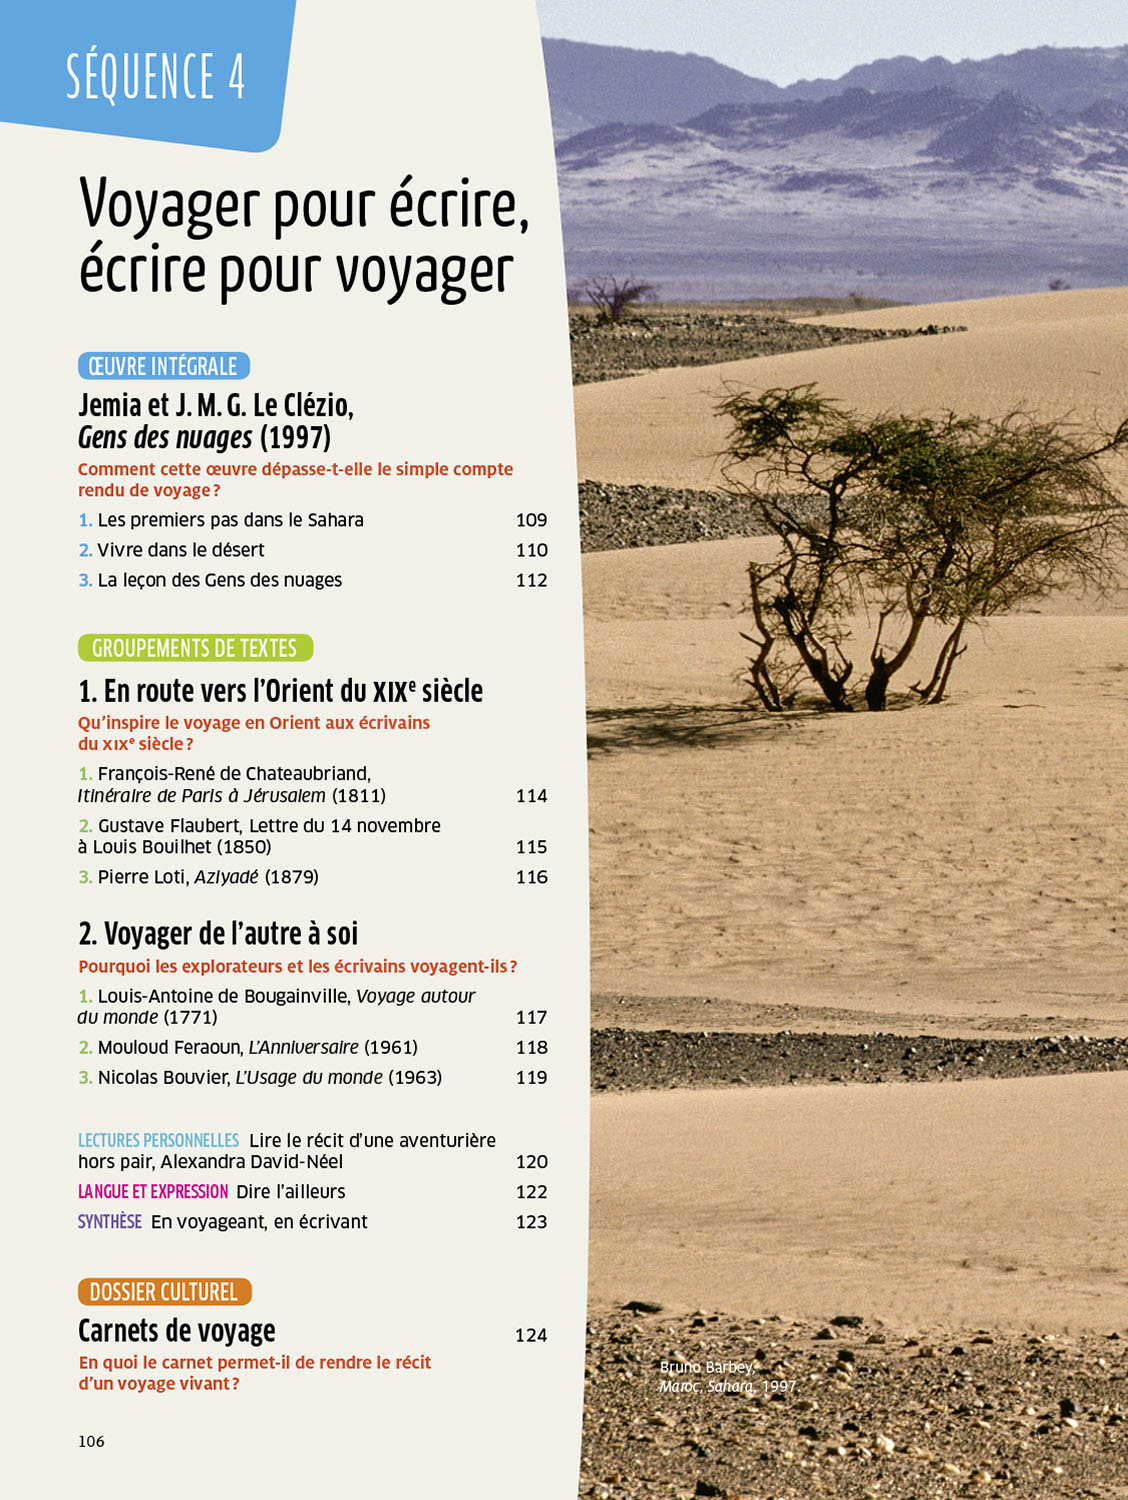 SÉQUENCE 4
Voyager pour écrire,
écrire pour voyager
ŒUVRE INTÉGRALE
Jemia et J. M. G. Le Clézio,
Gens des nuages (1997)
Comment cette œuvre dépasse-t-elle le simple compte
rendu de voyage ?
1. Les premiers pas dans le Sahara 109
2. Vivre dans le désert 110
3. La leçon des Gens des nuages 112
GROUPEMENTS DE TEXTES
1. En route vers l’Orient du XIXe siècle
Qu’inspire le voyage en Orient aux écrivains
du XIXe siècle ?
1. François-René de Chateaubriand,
Itinéraire de Paris à Jérusalem (1811) 114
2. Gustave Flaubert, Lettre du 14 novembre
à Louis Bouilhet (1850) 115
3. Pierre Loti, Aziyadé (1879) 116
2. Voyager de l’autre à soi
Pourquoi les explorateurs et les écrivains voyagent-ils ?
1. Louis-Antoine de Bougainville, Voyage autour
du monde (1771) 117
2. Mouloud Feraoun, L’Anniversaire (1961) 118
3. Nicolas Bouvier, L’Usage du monde (1963) 119
LECTURES PERSONNELLES Lire le récit d’une aventurière
hors pair, Alexandra David-Néel 120
LANGUE ET EXPRESSION Dire l’ailleurs 122
SYNTHÈSE En voyageant, en écrivant 123
DOSSIER CULTUREL
Carnets de voyage 124
En quoi le carnet permet-il de rendre le récit
d’un voyage vivant ?
Bruno Barbey,
Maroc, Sahara, 1997.
106